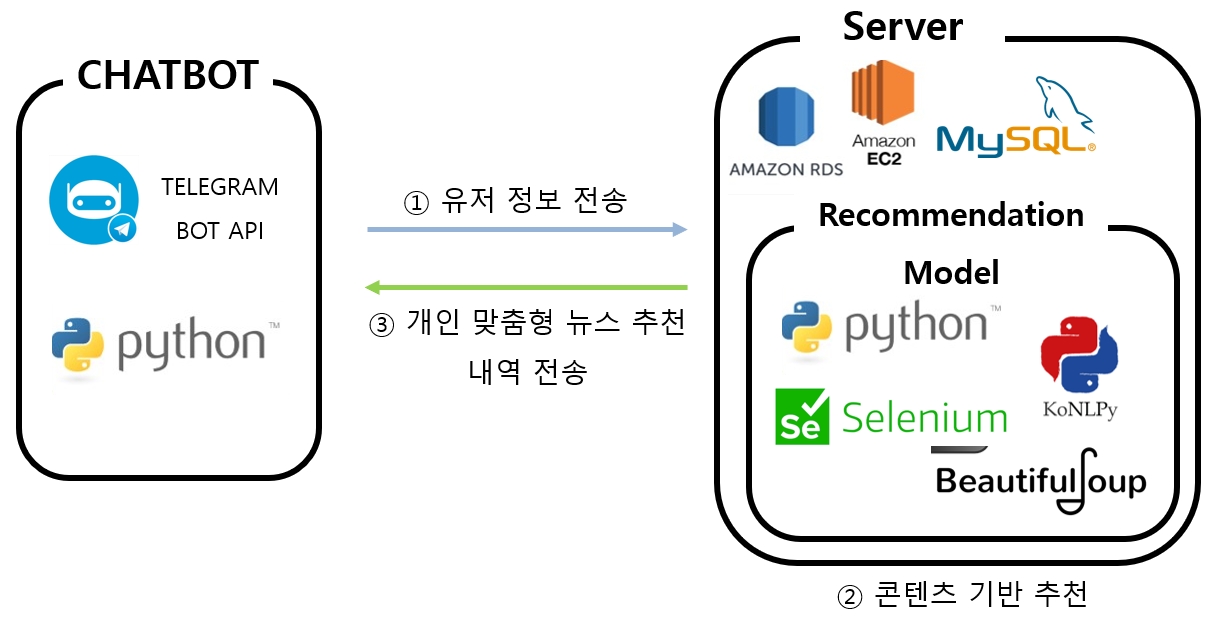 CHATBOT
TELEGRAM
BOT API
python™
① 유저 정보 전송
③ 개인 맞춤형 뉴스 추천
내역 전송
Server
AMAZON RDS
Amazon
EC2
MySQL®
Recommendation
Model
python™
KoNLPy
Se Selenium
BeautifulSoup
② 콘텐츠 기반 추천